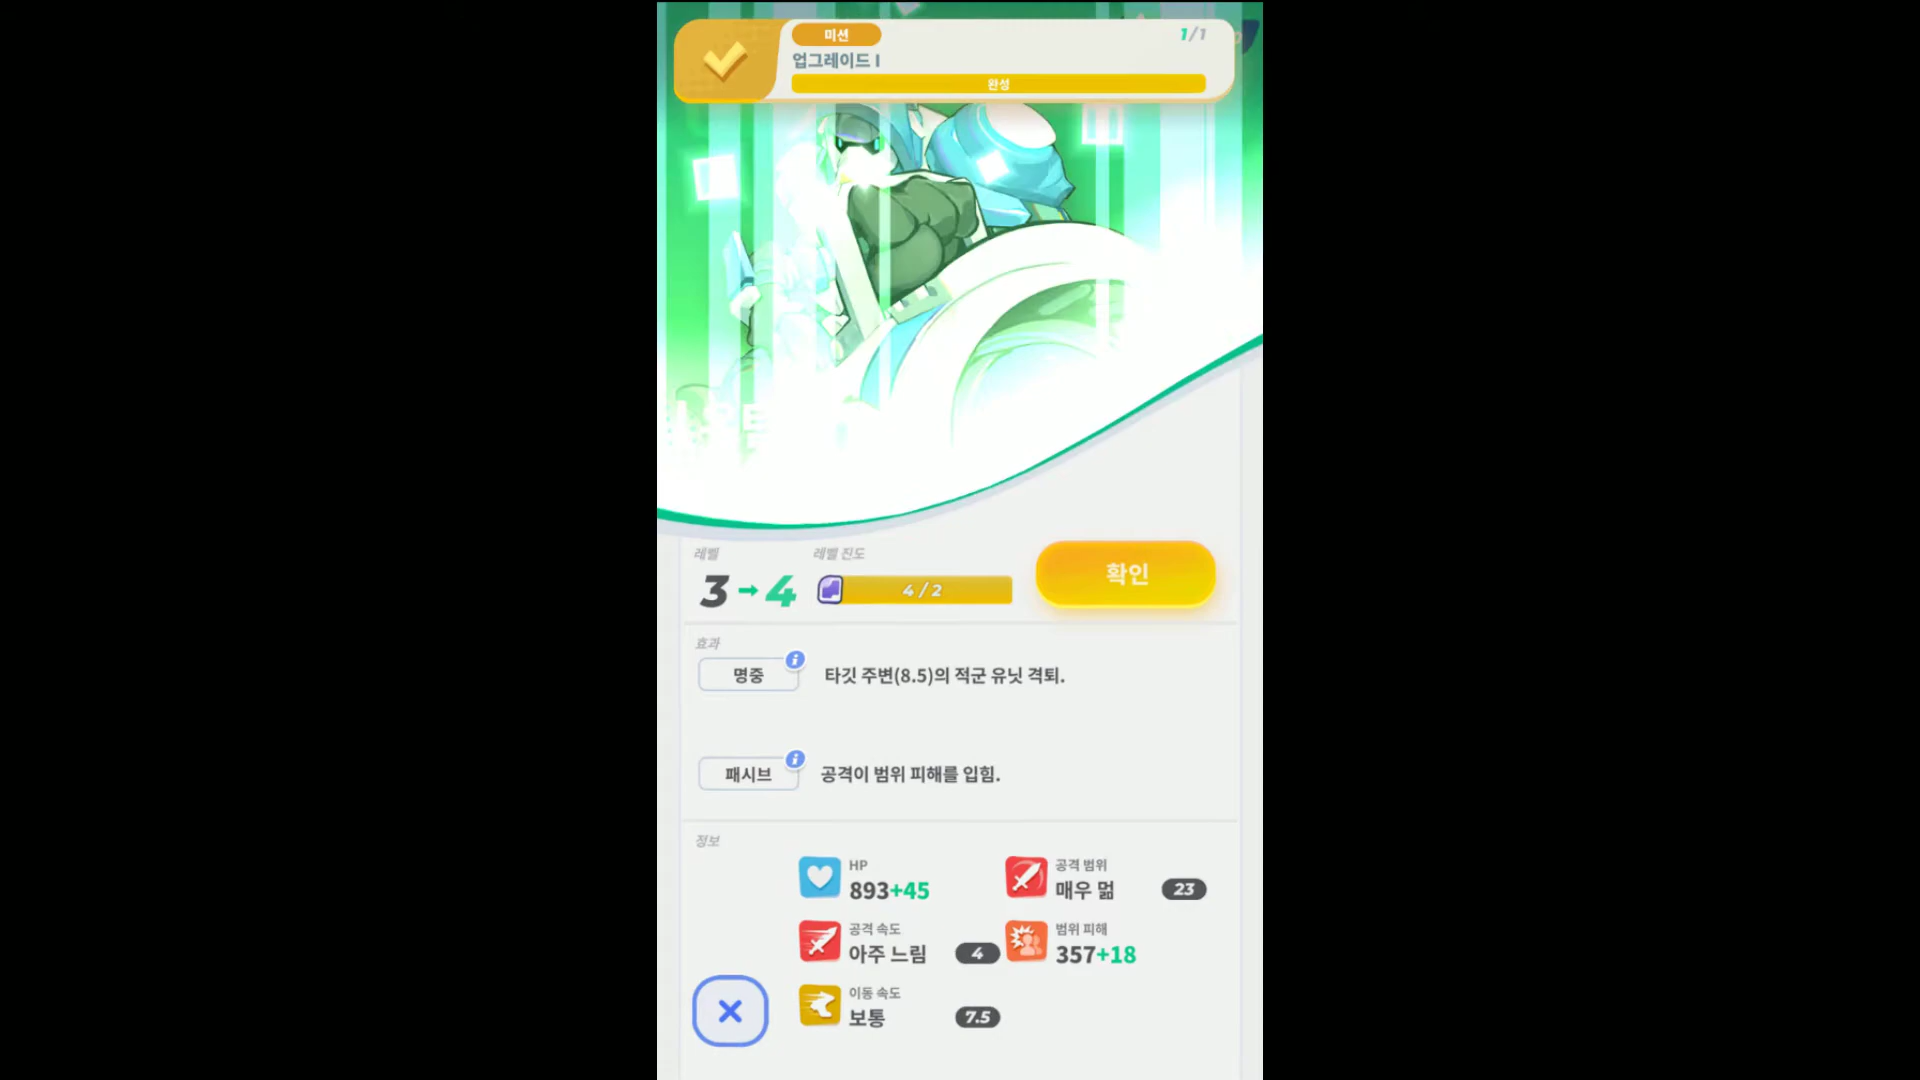 미션
1/1
업그레이드 I
완성
레벨
레벨 진도
3→4
4/2
확인
효과
명중
타깃 주변(8.5)의 적군 유닛 격퇴.
패시브
공격이 범위 피해를 입힘.
정보
HP
893+45
공격 범위
매우 멂
23
공격 속도
아주 느림
4
범위 피해
357+18
이동 속도
보통
7.5